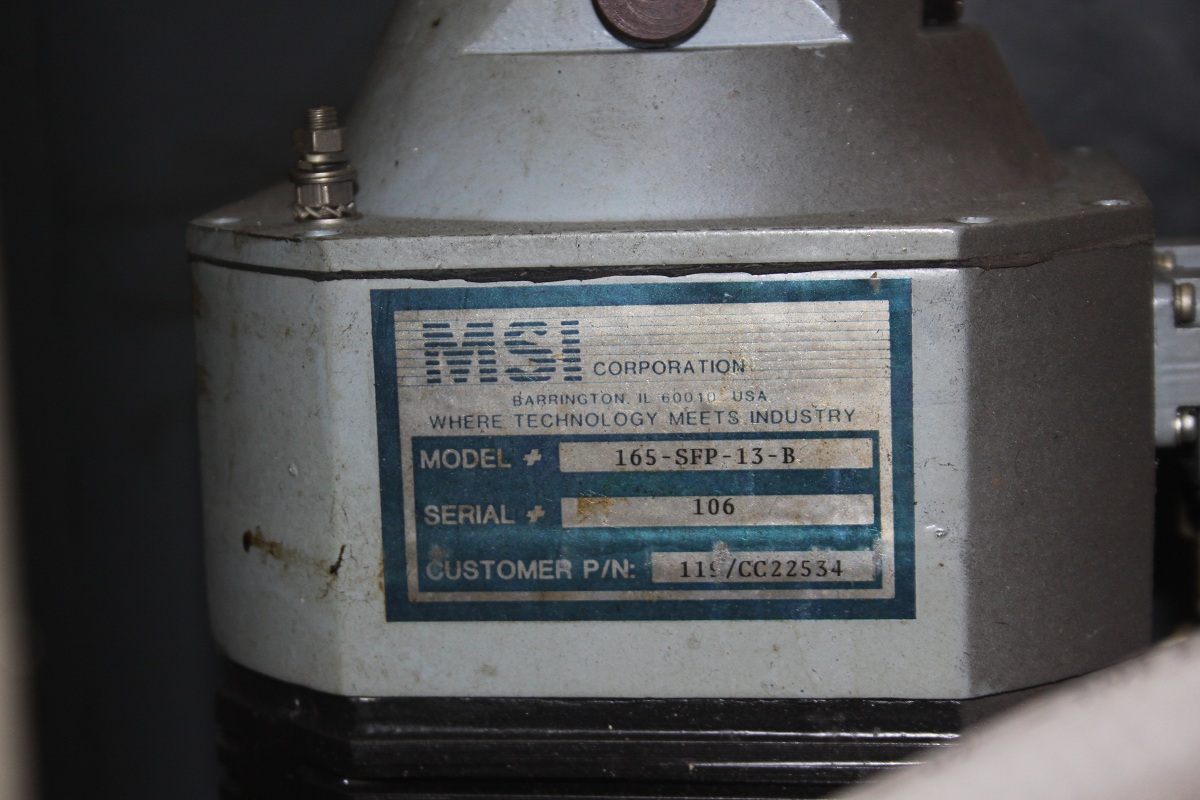 MSI CORPORATION
BARRINGTON, IL 60010 USA
WHERE TECHNOLOGY MEETS INDUSTRY
MODEL # 165-SFP-13-B
SERIAL # 106
CUSTOMER P/N: